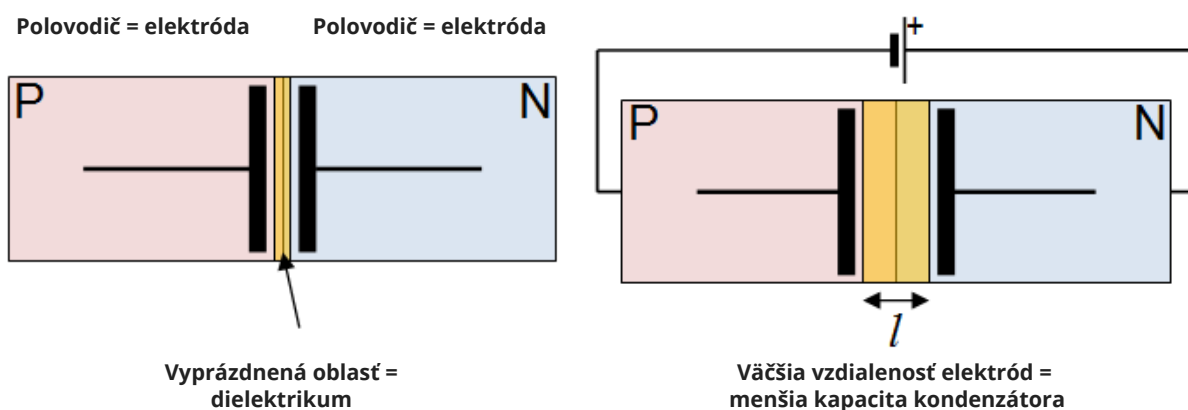 Polovodič = elektróda
Polovodič = elektróda
P
N
Vyprázdnená oblasť =
dielektrikum
+
P
N
l
Väčšia vzdialenosť elektród =
menšia kapacita kondenzátora